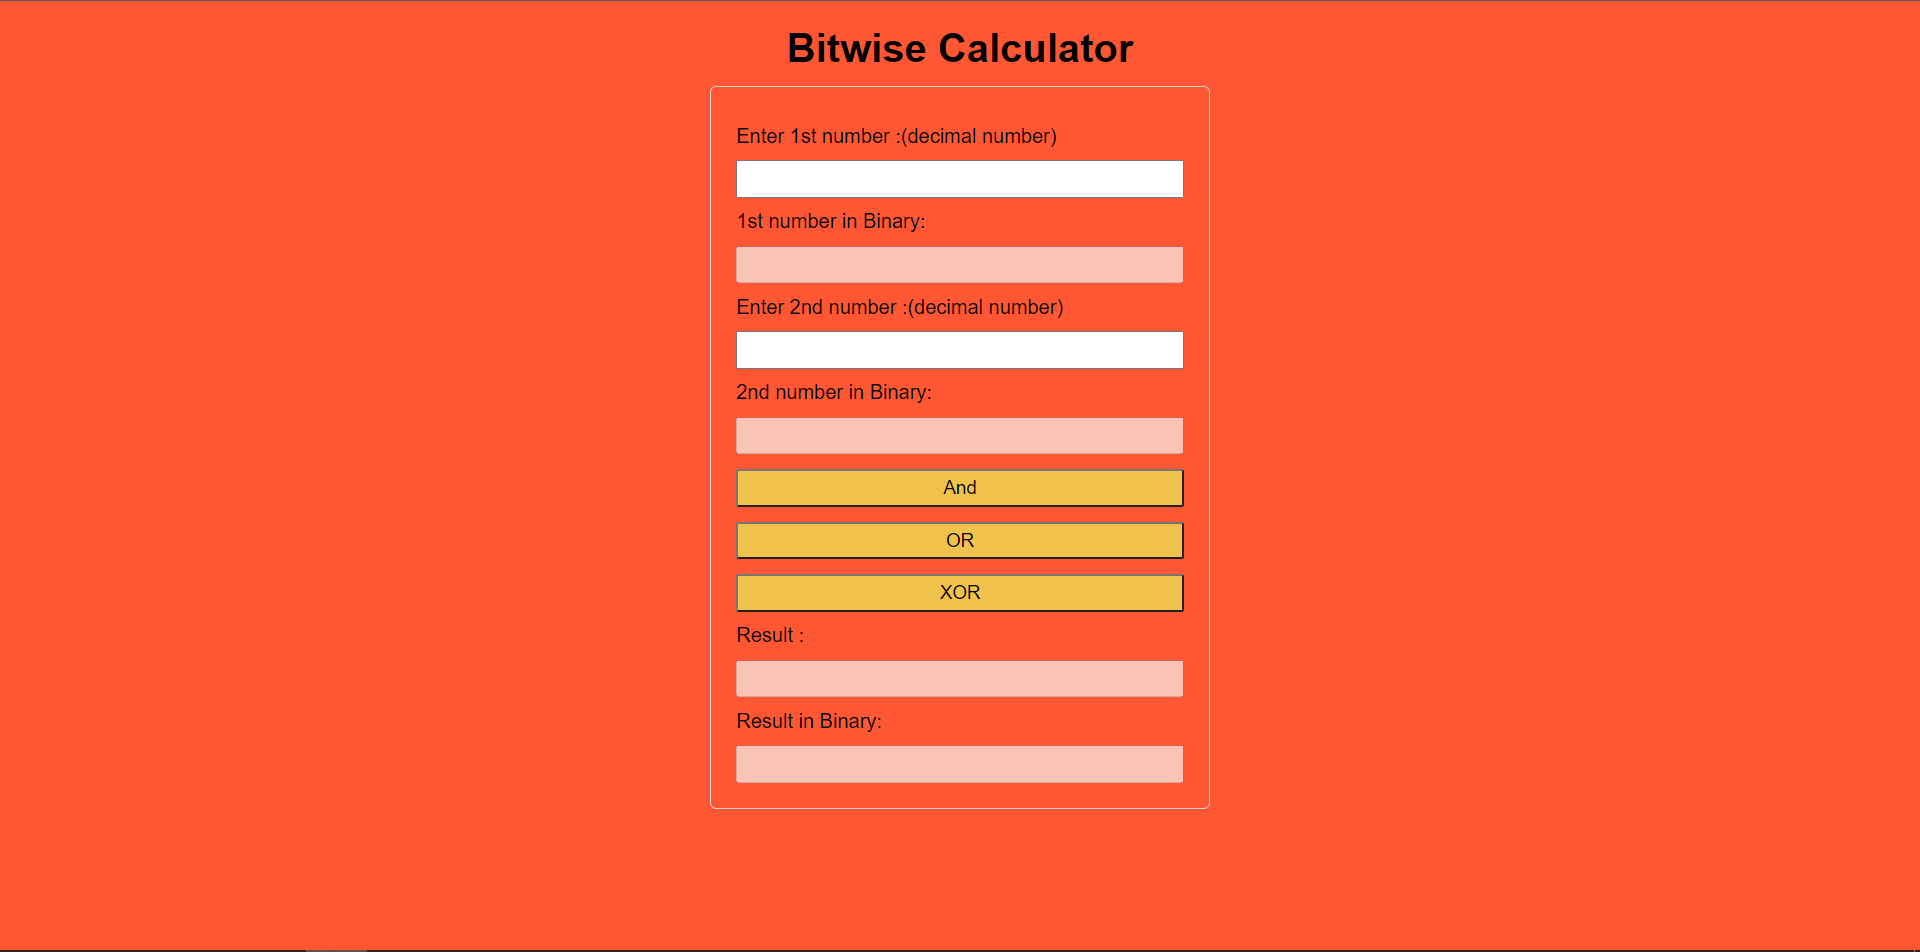 Bitwise Calculator
Enter 1st number :(decimal number)
1st number in Binary:
Enter 2nd number :(decimal number)
2nd number in Binary:
And
OR
XOR
Result :
Result in Binary: